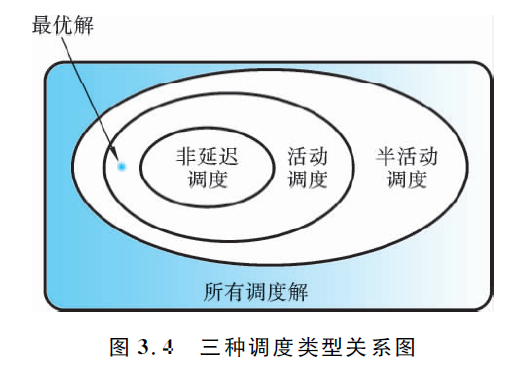 最优解
非延迟
调度
活动
调度
半活动
调度
所有调度解
图 3.4 三种调度类型关系图